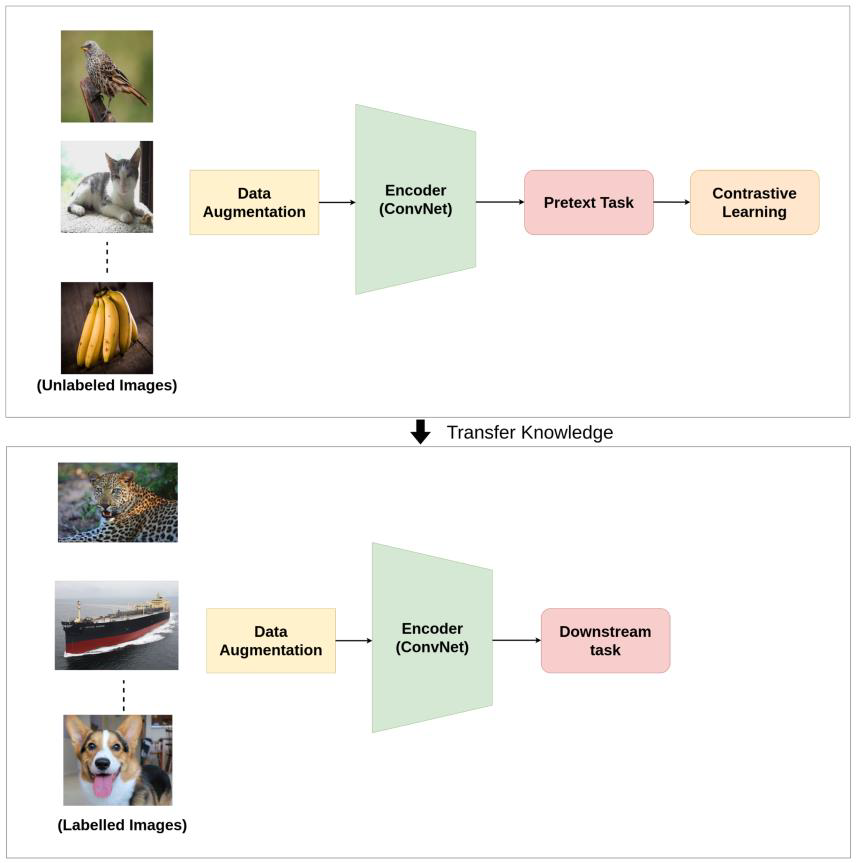 Data
Augmentation
Encoder
(ConvNet)
Pretext Task
Contrastive
Learning
(Unlabeled Images)
Transfer Knowledge
Data
Augmentation
Encoder
(ConvNet)
Downstream
task
(Labelled Images)